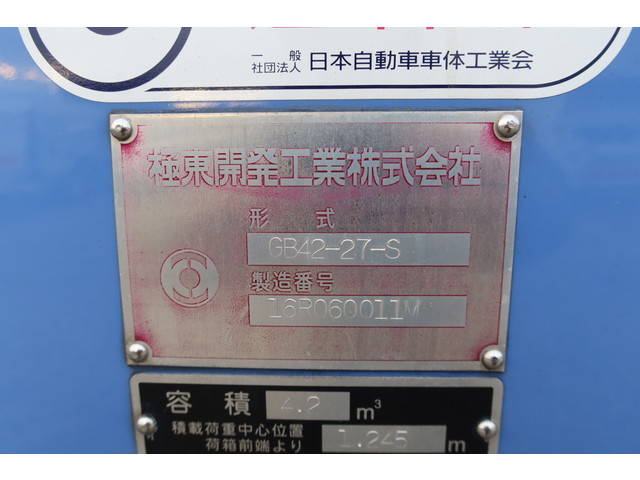 一般
社団法人 日本自動車車体工業会
極東開発工業株式会社
形式
GB42-27-S
製造番号
16R060011M
容積 4.2 m³
積載荷重中心位置
荷箱前端より 1.245 m